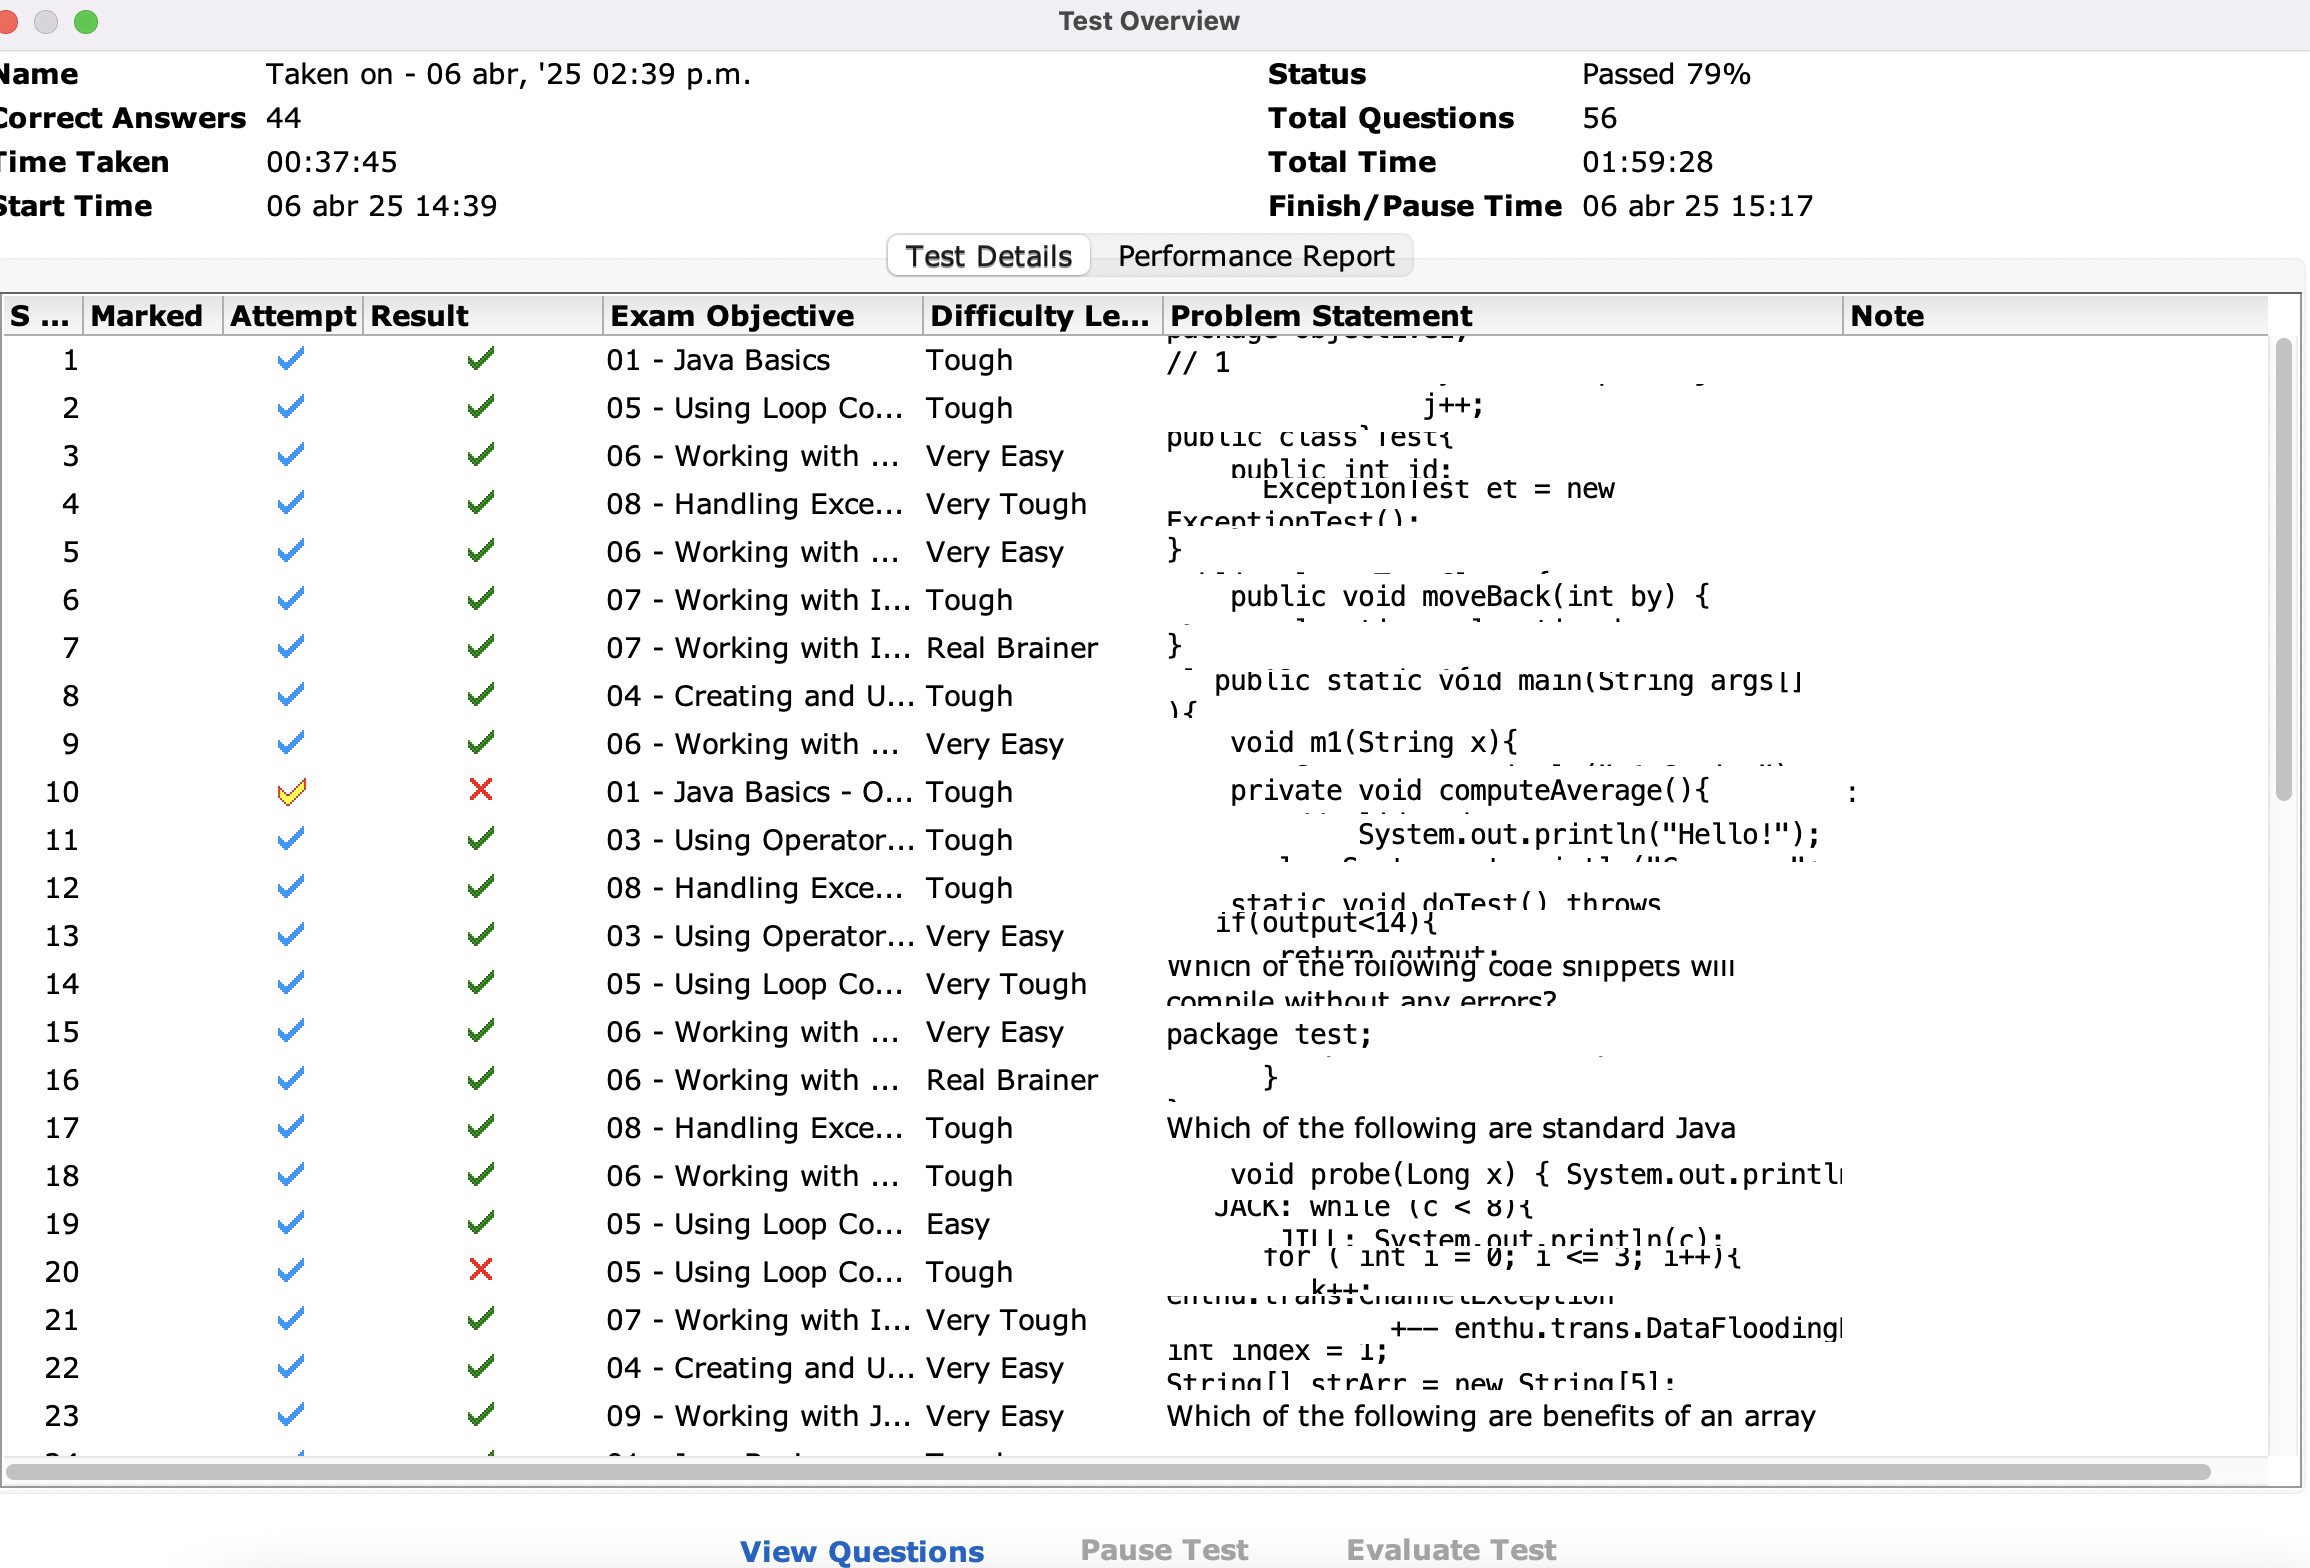 Test Overview
Name Taken on - 06 abr, '25 02:39 p.m. Status Passed 79%
Correct Answers 44 Total Questions 56
Time Taken 00:37:45 Total Time 01:59:28
Start Time 06 abr 25 14:39 Finish/Pause Time 06 abr 25 15:17
Test Details Performance Report
S ... Marked Attempt Result Exam Objective Difficulty Le... Problem Statement Note
1 01 - Java Basics Tough // 1
2 05 - Using Loop Co... Tough j++;
3 06 - Working with ... Very Easy public class Test{
public int id;
4 08 - Handling Exce... Very Tough ExceptionTest et = new
ExceptionTest();
5 06 - Working with ... Very Easy }
6 07 - Working with I... Tough public void moveBack(int by) {
7 07 - Working with I... Real Brainer }
8 04 - Creating and U... Tough public static void main(String args[]
){
9 06 - Working with ... Very Easy void m1(String x){
10 01 - Java Basics - O... Tough private void computeAverage(){ :
11 03 - Using Operator... Tough System.out.println("Hello!");
12 08 - Handling Exce... Tough static void doTest() throws
13 03 - Using Operator... Very Easy if(output<14){
return output;
14 05 - Using Loop Co... Very Tough Which of the following code snippets will
compile without any errors?
15 06 - Working with ... Very Easy package test;
16 06 - Working with ... Real Brainer }
17 08 - Handling Exce... Tough Which of the following are standard Java
18 06 - Working with ... Tough void probe(Long x) { System.out.println
19 05 - Using Loop Co... Easy JACK: while (c < 8){
JILL: System.out.println(c);
20 05 - Using Loop Co... Tough for ( int i = 0; i <= 3; i++){
k++;
21 07 - Working with I... Very Tough enthu.trans.ChannelException
+-- enthu.trans.DataFlooding
22 04 - Creating and U... Very Easy int index = 1;
String[] strArr = new String[5];
23 09 - Working with J... Very Easy Which of the following are benefits of an array
View Questions Pause Test Evaluate Test